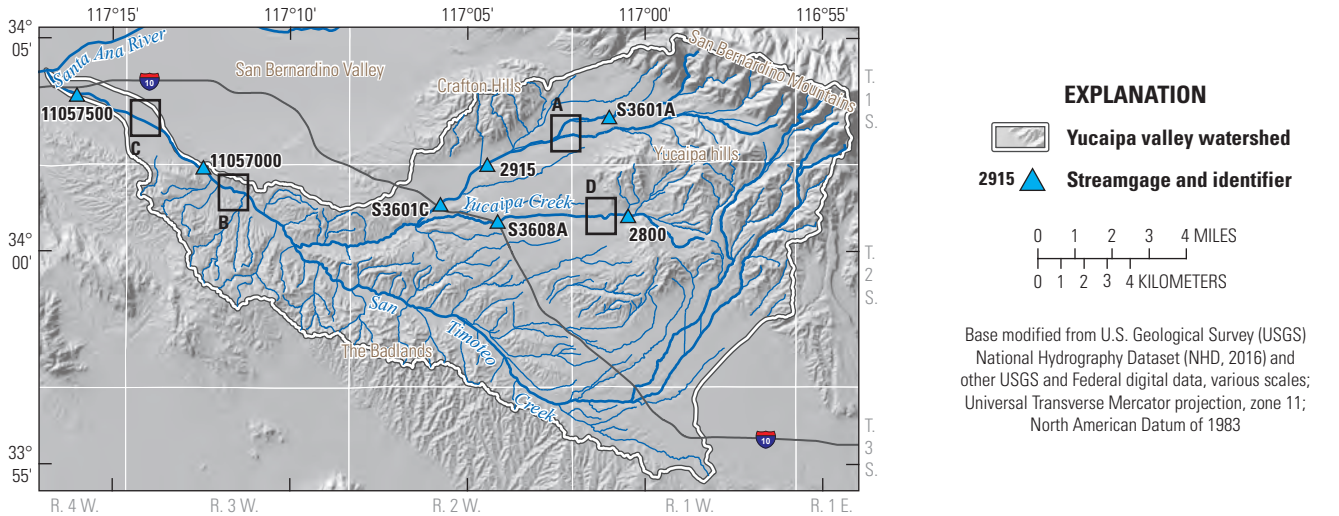 117°15' 117°05' 117°00' 116°55'
34°
05'
34°
00'
33°
55'
Santa Ana River
San Bernardino Valley
10
Crafton Hills
San Bernardino Mountains
T.
1
S.
11057500
C
A
S3601A
11057000
B
2915
Yucaipa hills
D
S3601C
Yucaipa Creek
S3608A
2800
T.
2
S.
San Timoteo Creek
The Badlands
10
T.
3
S.
R. 4 W. R. 3 W. R. 2 W. R. 1 W. R. 1 E.
EXPLANATION
Yucaipa valley watershed
2915 Streamgage and identifier
0 1 2 3 4 MILES
0 1 2 3 4 KILOMETERS
Base modified from U.S. Geological Survey (USGS)
National Hydrography Dataset (NHD, 2016) and
other USGS and Federal digital data, various scales;
Universal Transverse Mercator projection, zone 11;
North American Datum of 1983